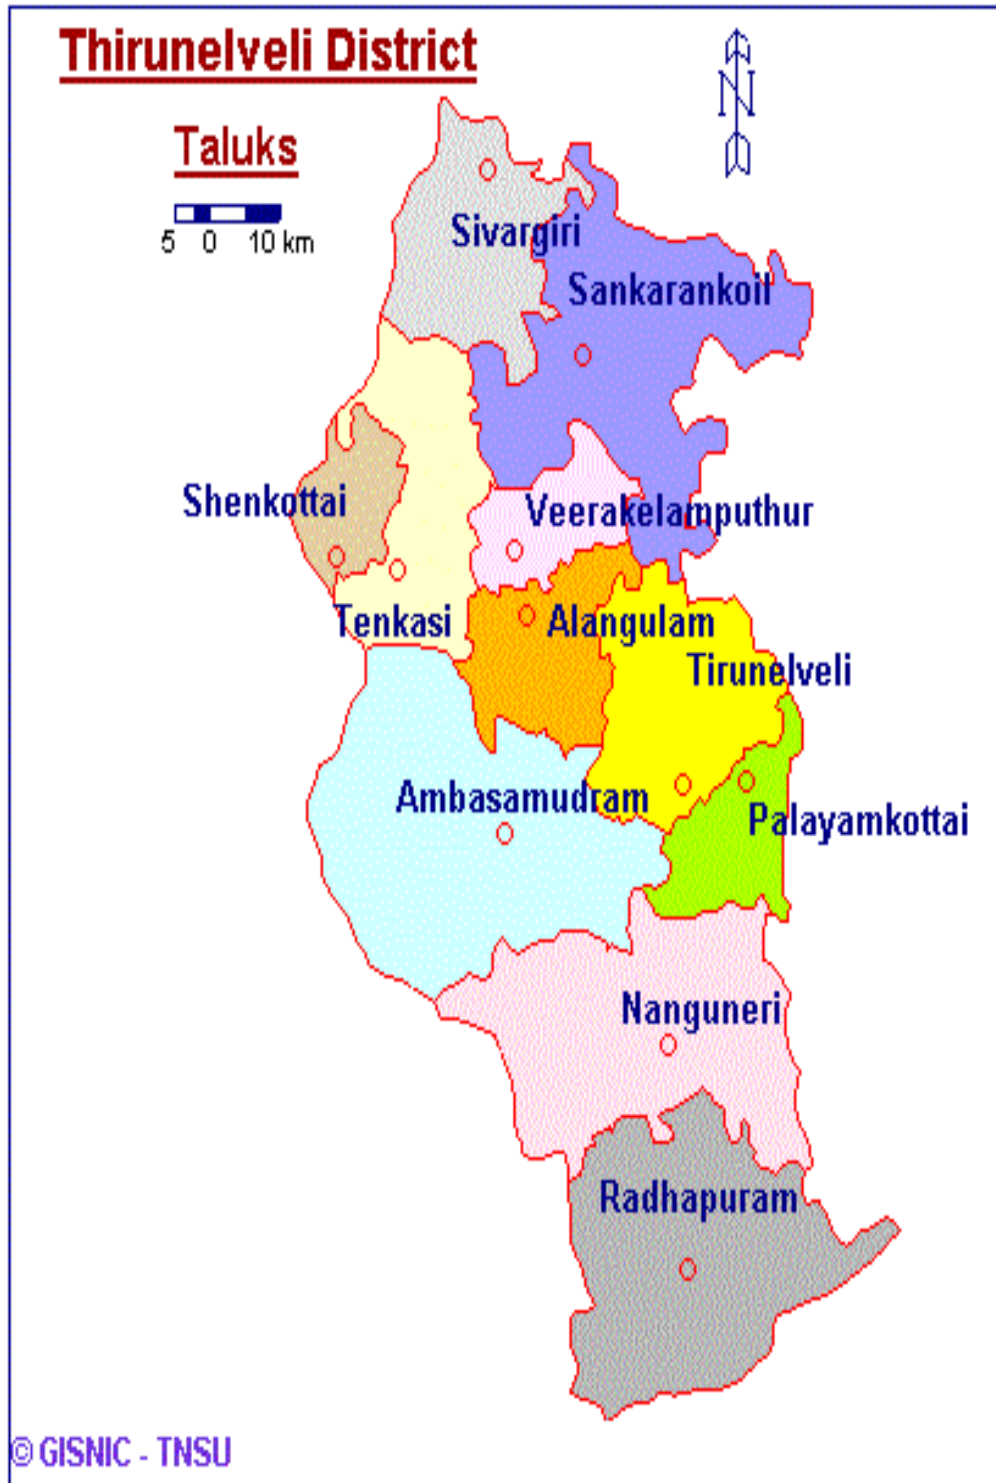 Thirunelveli District
N
Taluks
5 0 10 km
Sivargiri
Sankarankoil
Shenkottai
Veerakelamputhur
Tenkasi
Alangulam
Tirunelveli
Ambasamudram
Palayamkottai
Nanguneri
Radhapuram
© GISNIC - TNSU